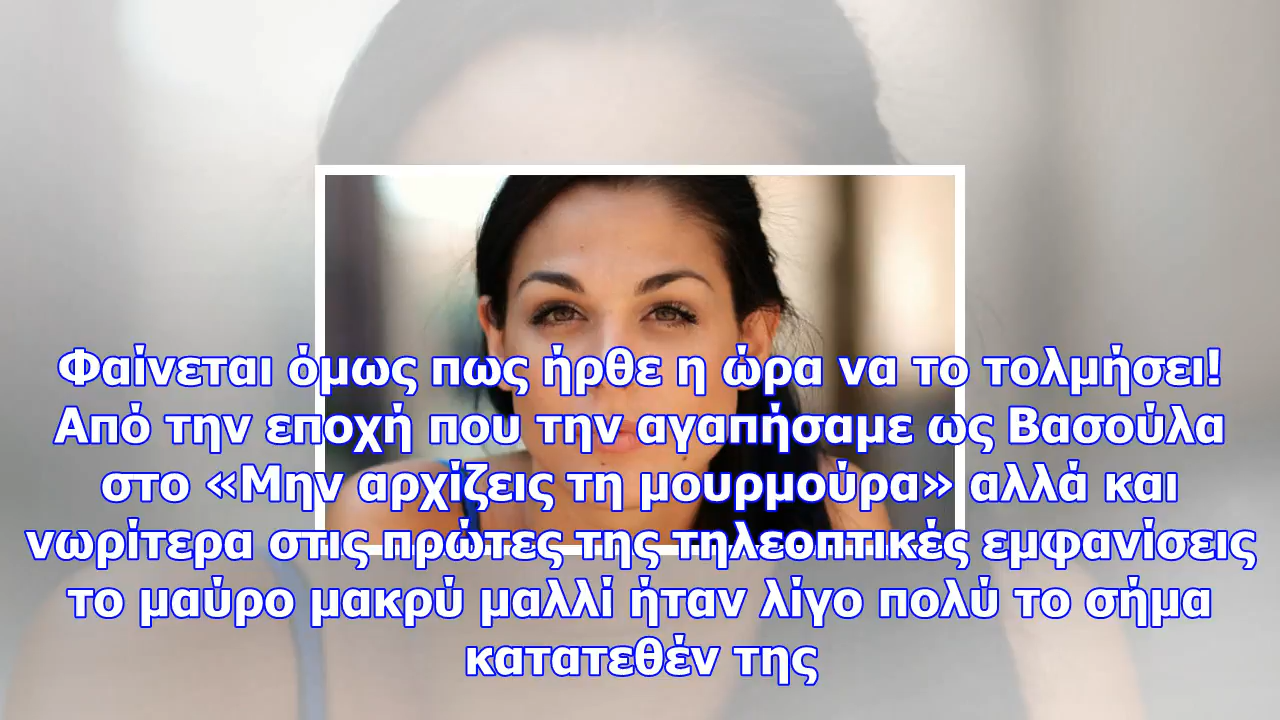 Φαίνεται όμως πως ήρθε η ώρα να το τολμήσει!
Από την εποχή που την αγαπήσαμε ως Βασούλα
στο «Μην αρχίζεις τη μουρμούρα» αλλά και
νωρίτερα στις πρώτες της τηλεοπτικές εμφανίσεις
το μαύρο μακρύ μαλλί ήταν λίγο πολύ το σήμα
κατατεθέν της